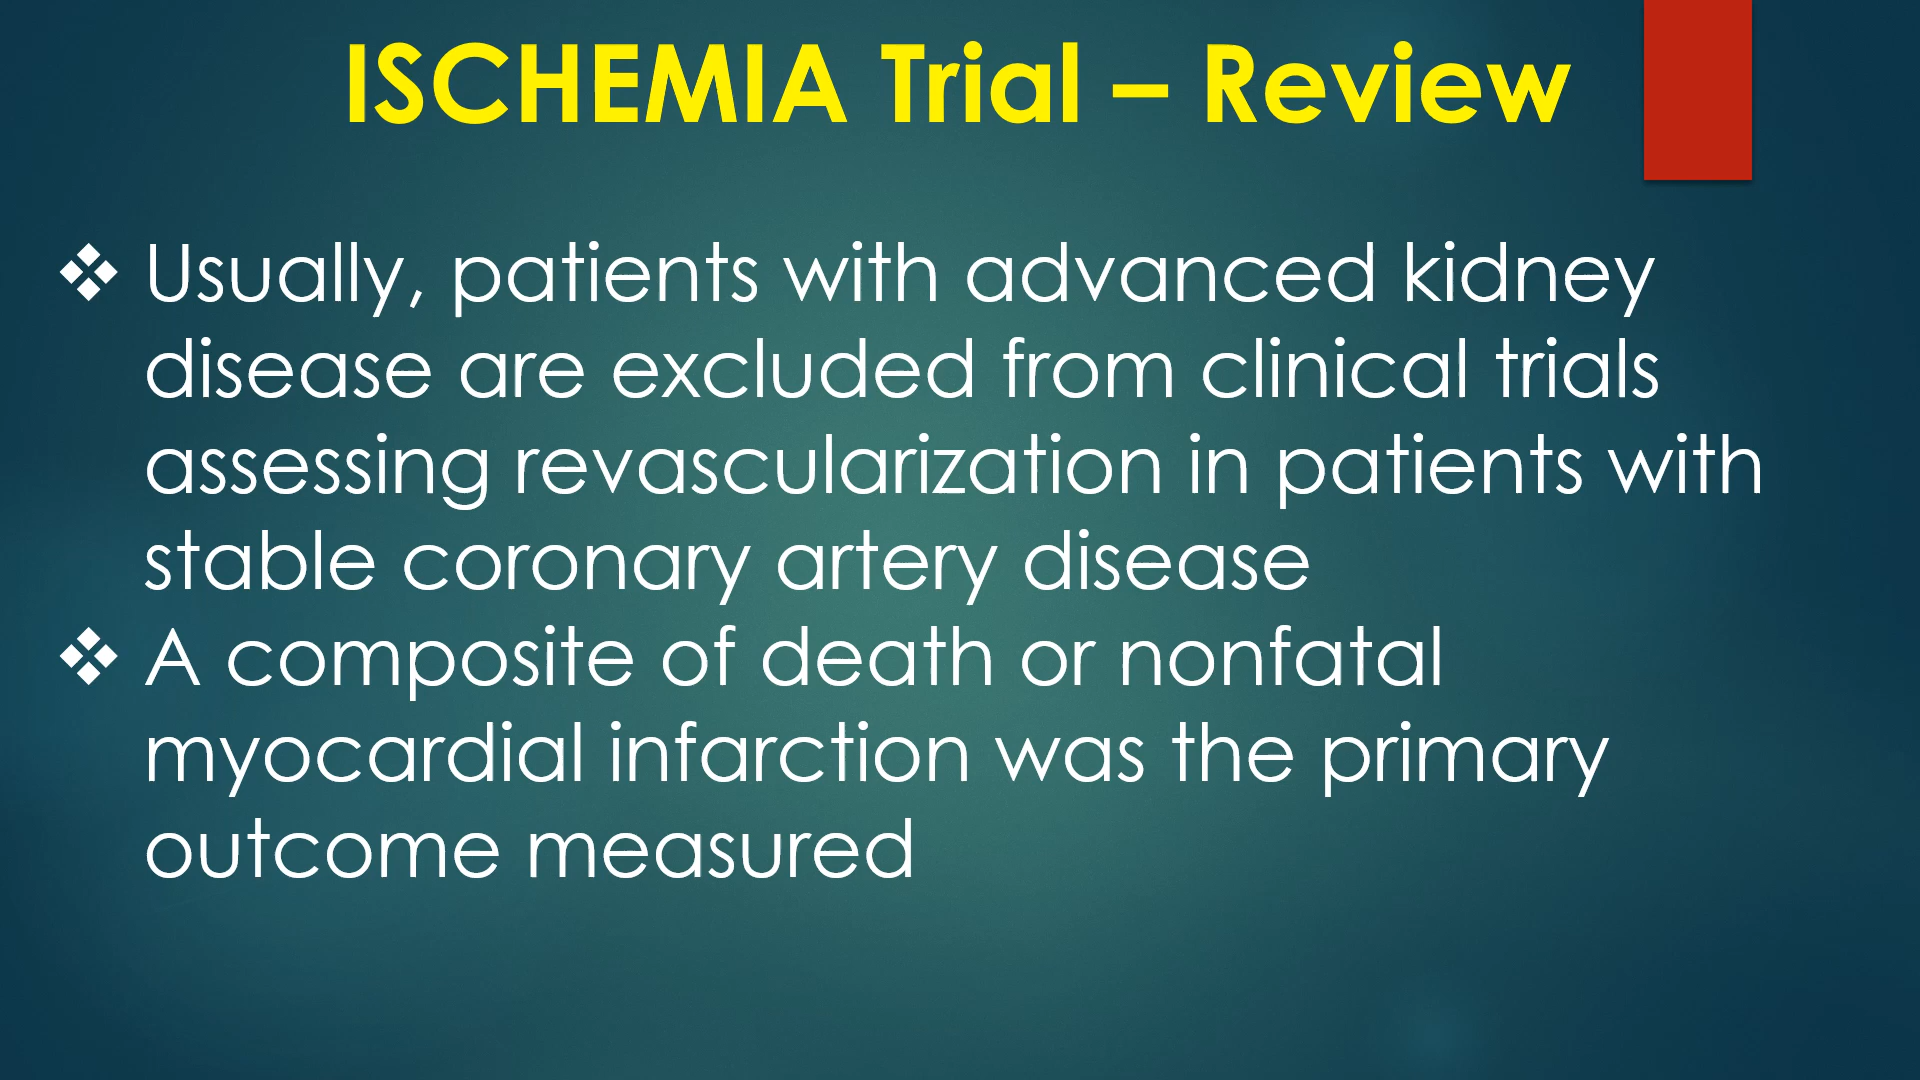 ISCHEMIA Trial – Review
❖ Usually, patients with advanced kidney
disease are excluded from clinical trials
assessing revascularization in patients with
stable coronary artery disease
❖ A composite of death or nonfatal
myocardial infarction was the primary
outcome measured